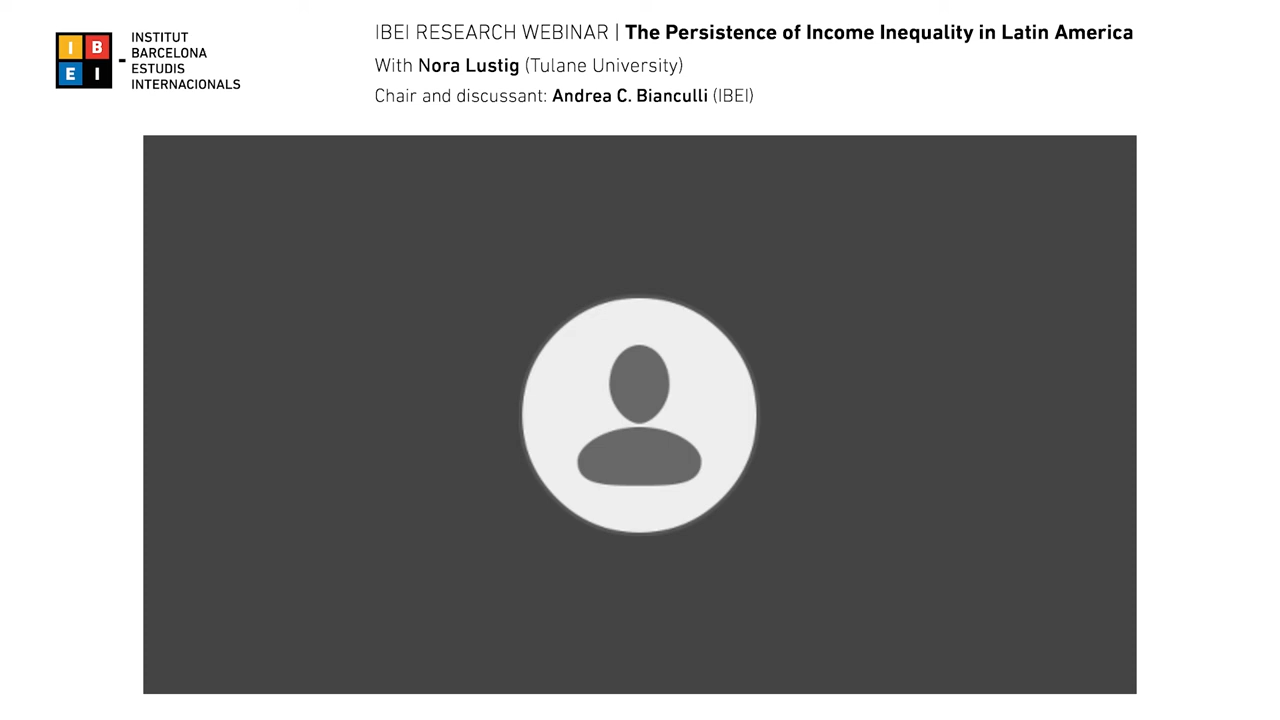 I B
E I
INSTITUT
BARCELONA
ESTUDIS
INTERNACIONALS
IBEI RESEARCH WEBINAR | The Persistence of Income Inequality in Latin America
With Nora Lustig (Tulane University)
Chair and discussant: Andrea C. Bianculli (IBEI)